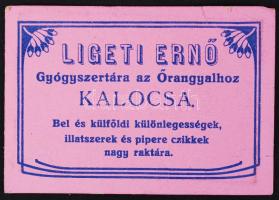 LIGETI ERNŐ
Gyógyszertára az Őrangyalhoz
KALOCSA.
Bel és külföldi különlegességek,
illatszerek és pipere czikkek
nagy raktára.